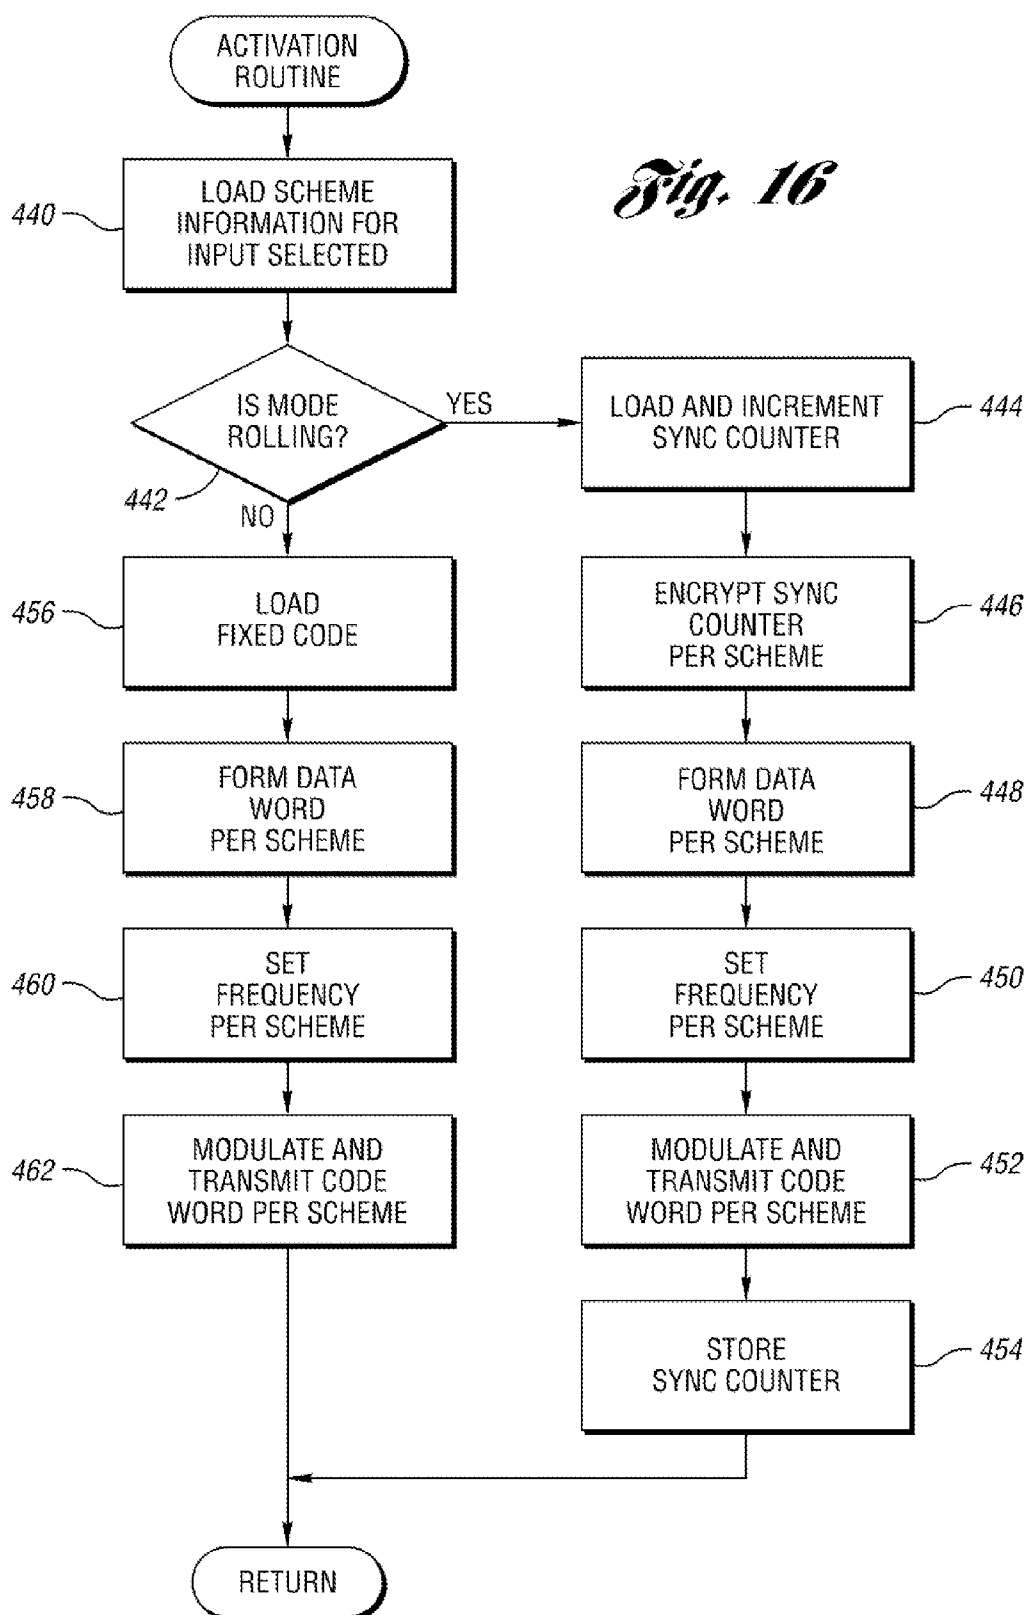 ACTIVATION
ROUTINE
Fig. 16
440
LOAD SCHEME
INFORMATION FOR
INPUT SELECTED
IS MODE
ROLLING?
442
YES
NO
LOAD AND INCREMENT
SYNC COUNTER
444
456
LOAD
FIXED CODE
ENCRYPT SYNC
COUNTER
PER SCHEME
446
458
FORM DATA
WORD
PER SCHEME
FORM DATA
WORD
PER SCHEME
448
460
SET
FREQUENCY
PER SCHEME
SET
FREQUENCY
PER SCHEME
450
462
MODULATE AND
TRANSMIT CODE
WORD PER SCHEME
MODULATE AND
TRANSMIT CODE
WORD PER SCHEME
452
STORE
SYNC COUNTER
454
RETURN